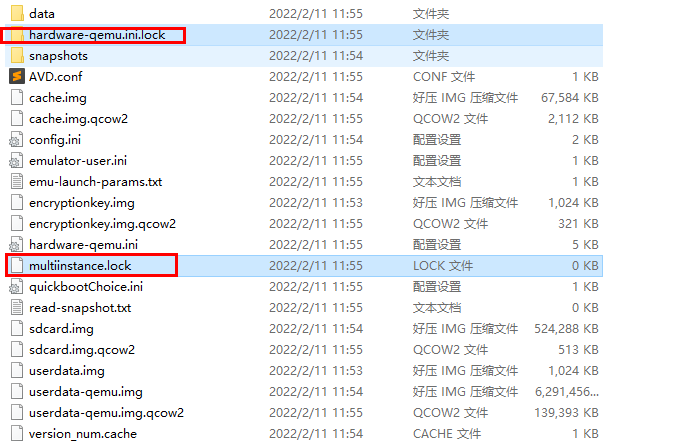 data 2022/2/11 11:55 文件夹
hardware-qemu.ini.lock 2022/2/11 11:55 文件夹
snapshots 2022/2/11 11:54 文件夹
AVD.conf 2022/2/11 11:55 CONF 文件 1 KB
cache.img 2022/2/11 11:54 好压 IMG 压缩文件 67,584 KB
cache.img.qcow2 2022/2/11 11:55 QCOW2 文件 2,112 KB
config.ini 2022/2/11 11:54 配置设置 2 KB
emulator-user.ini 2022/2/11 11:55 配置设置 1 KB
emu-launch-params.txt 2022/2/11 11:55 文本文档 1 KB
encryptionkey.img 2022/2/11 11:53 好压 IMG 压缩文件 1,024 KB
encryptionkey.img.qcow2 2022/2/11 11:54 QCOW2 文件 321 KB
hardware-qemu.ini 2022/2/11 11:55 配置设置 5 KB
multiinstance.lock 2022/2/11 11:55 LOCK 文件 0 KB
quickbootChoice.ini 2022/2/11 11:55 配置设置 1 KB
read-snapshot.txt 2022/2/11 11:55 文本文档 0 KB
sdcard.img 2022/2/11 11:54 好压 IMG 压缩文件 524,288 KB
sdcard.img.qcow2 2022/2/11 11:55 QCOW2 文件 513 KB
userdata.img 2022/2/11 11:53 好压 IMG 压缩文件 1,024 KB
userdata-qemu.img 2022/2/11 11:54 好压 IMG 压缩文件 6,291,456...
userdata-qemu.img.qcow2 2022/2/11 11:55 QCOW2 文件 139,393 KB
version_num.cache 2022/2/11 11:54 CACHE 文件 1 KB